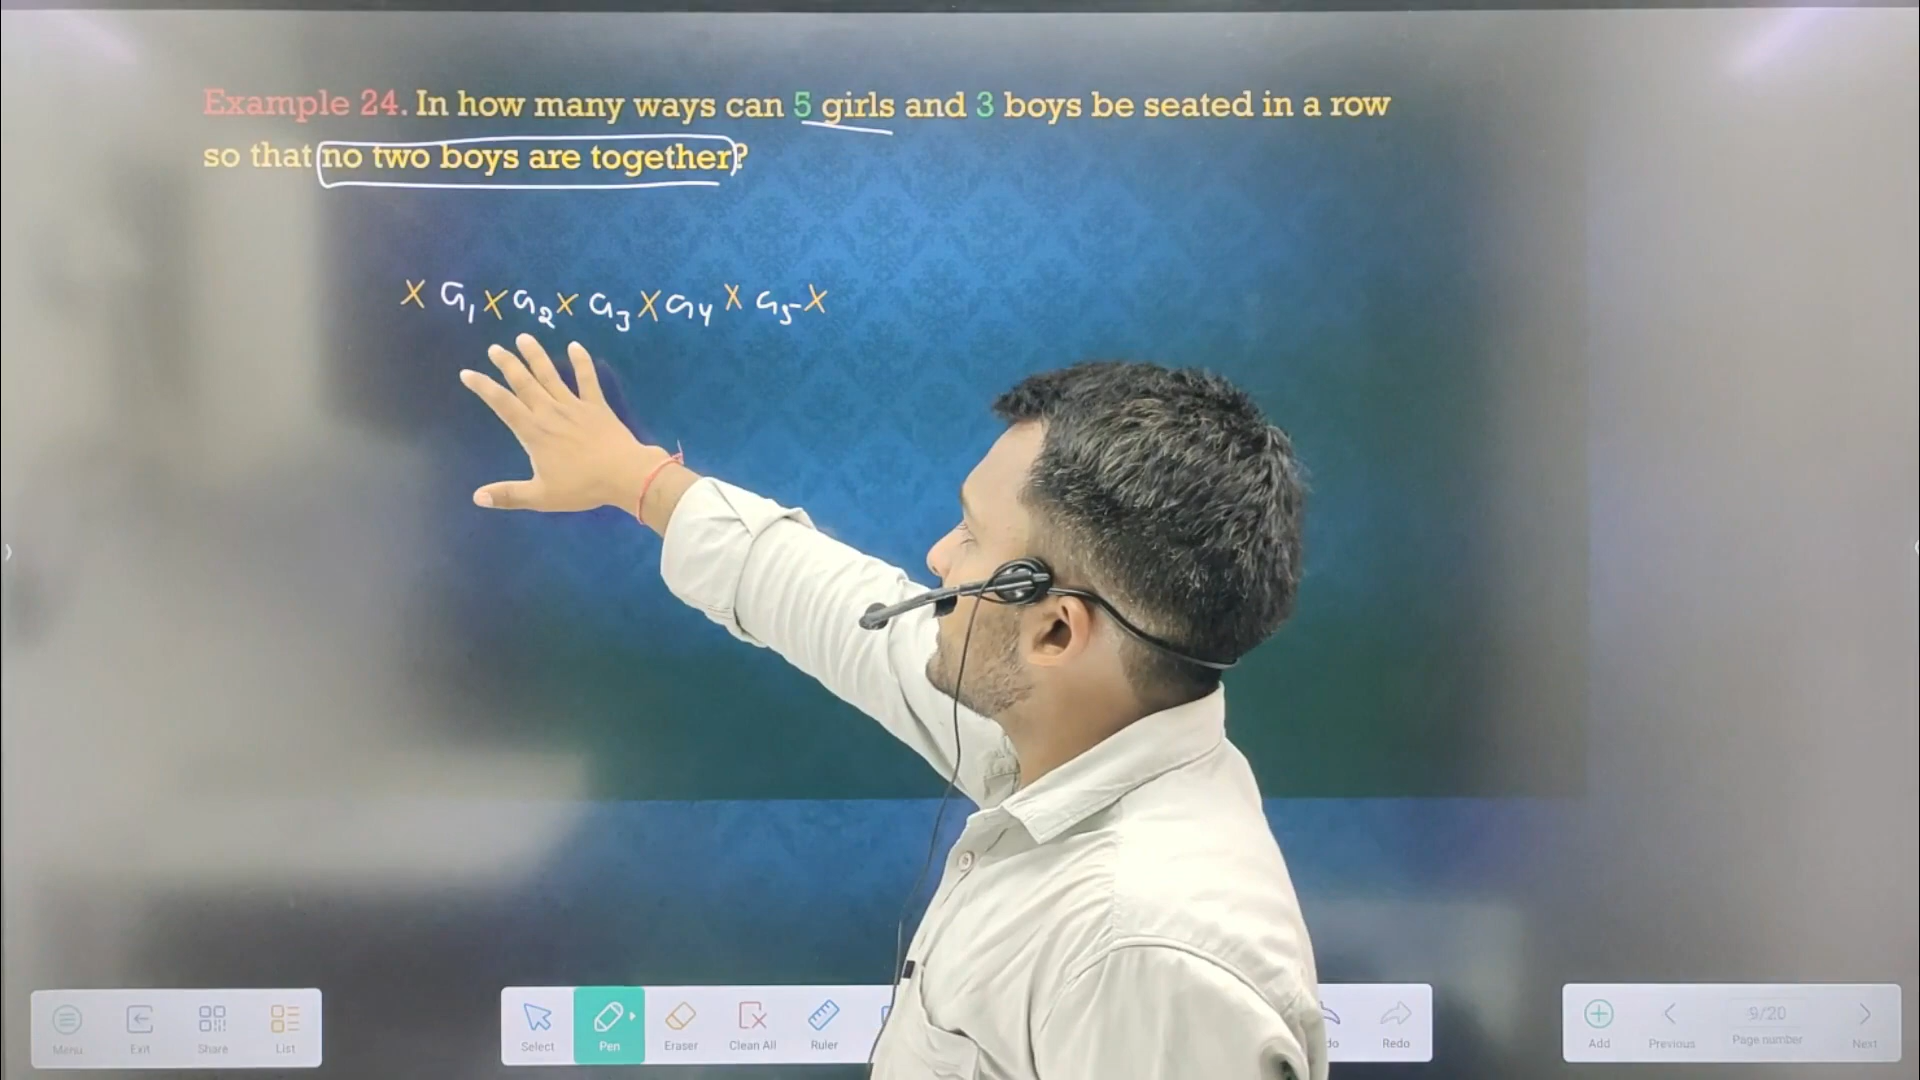 Example 24. In how many ways can 5 girls and 3 boys be seated in a row
so that no two boys are together?
X G1 X G2 X G3 X G4 X G5 X
Menu Exit Share List
Select Pen Eraser Clean All Ruler
do Redo
Add Previous 9/20 Page number Next